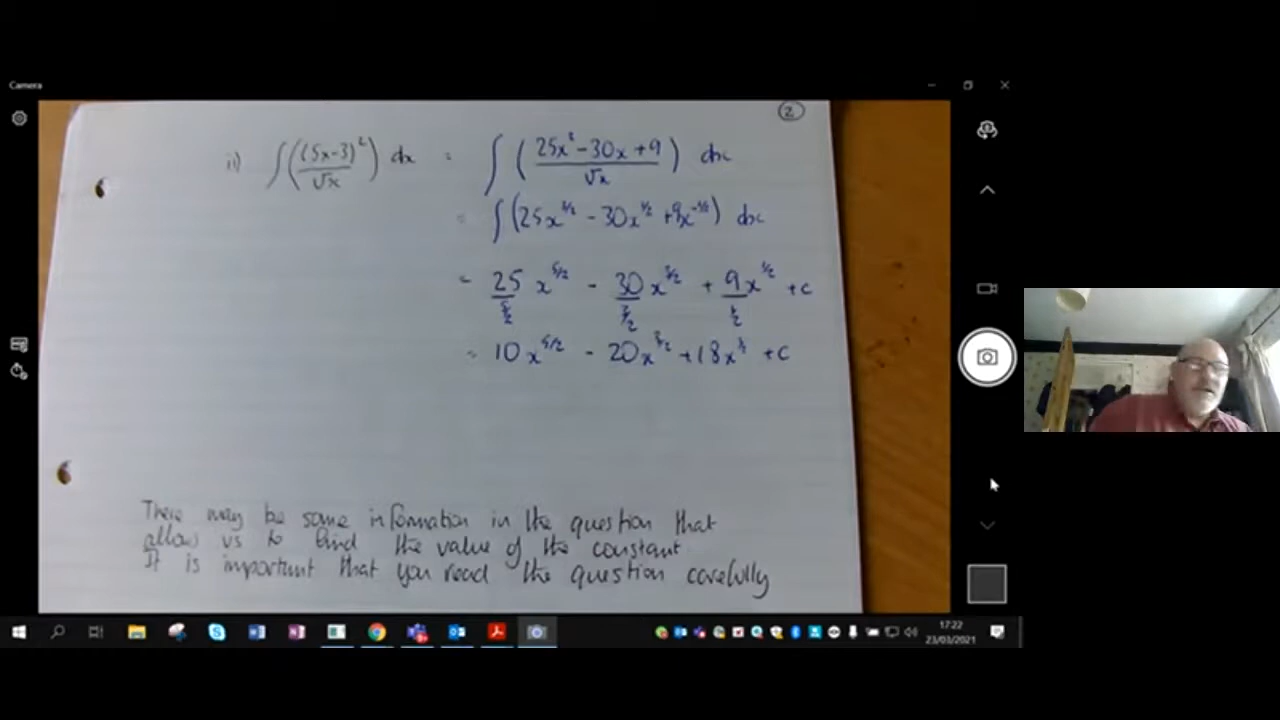 Camera
2
ii) ∫((5x-3)²/√x) dx = ∫(25x²-30x+9/√x) dx
= ∫(25x^3/2 - 30x^1/2 + 9x^-1/2) dx
= 25/(5/2) x^5/2 - 30/(3/2) x^3/2 + 9/(1/2) x^1/2 + c
= 10x^5/2 - 20x^3/2 + 18x^½ + c
There may be some information in the question that
allows us to find the value of the constant.
It is important that you read the question carefully
17:22
23/03/2021